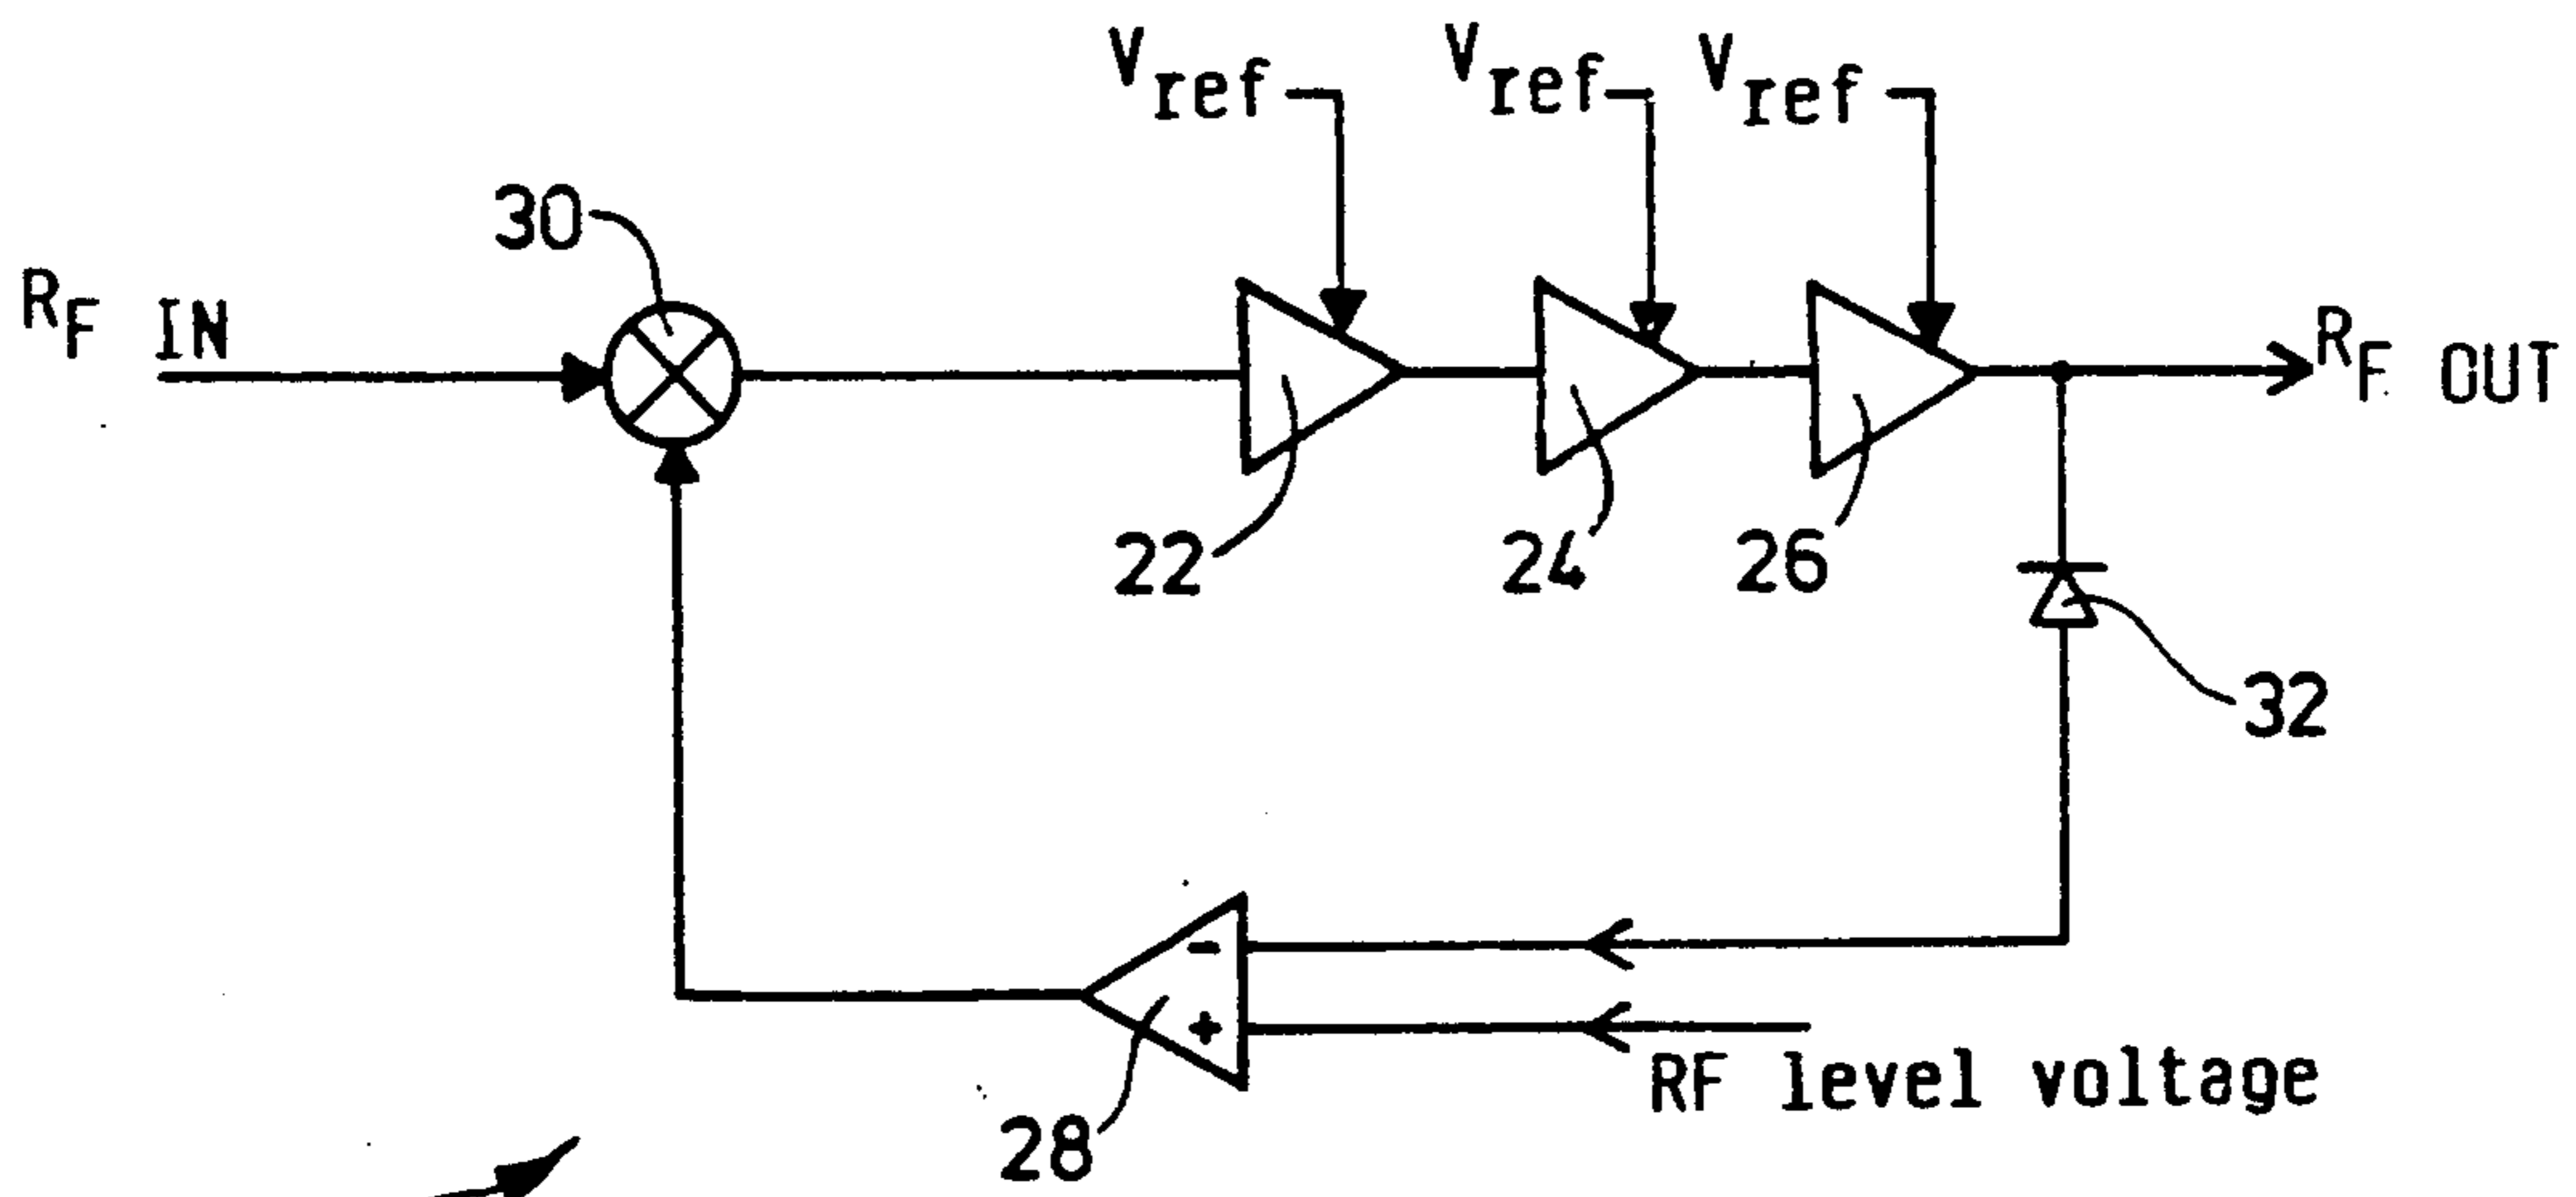 Vref
Vref
Vref
30
RF IN
RF OUT
22
24
26
32
-
+
28
RF level voltage